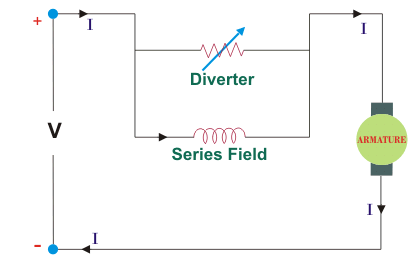 +
I
I
Diverter
V
ARMATURE
Series Field
I
I
-